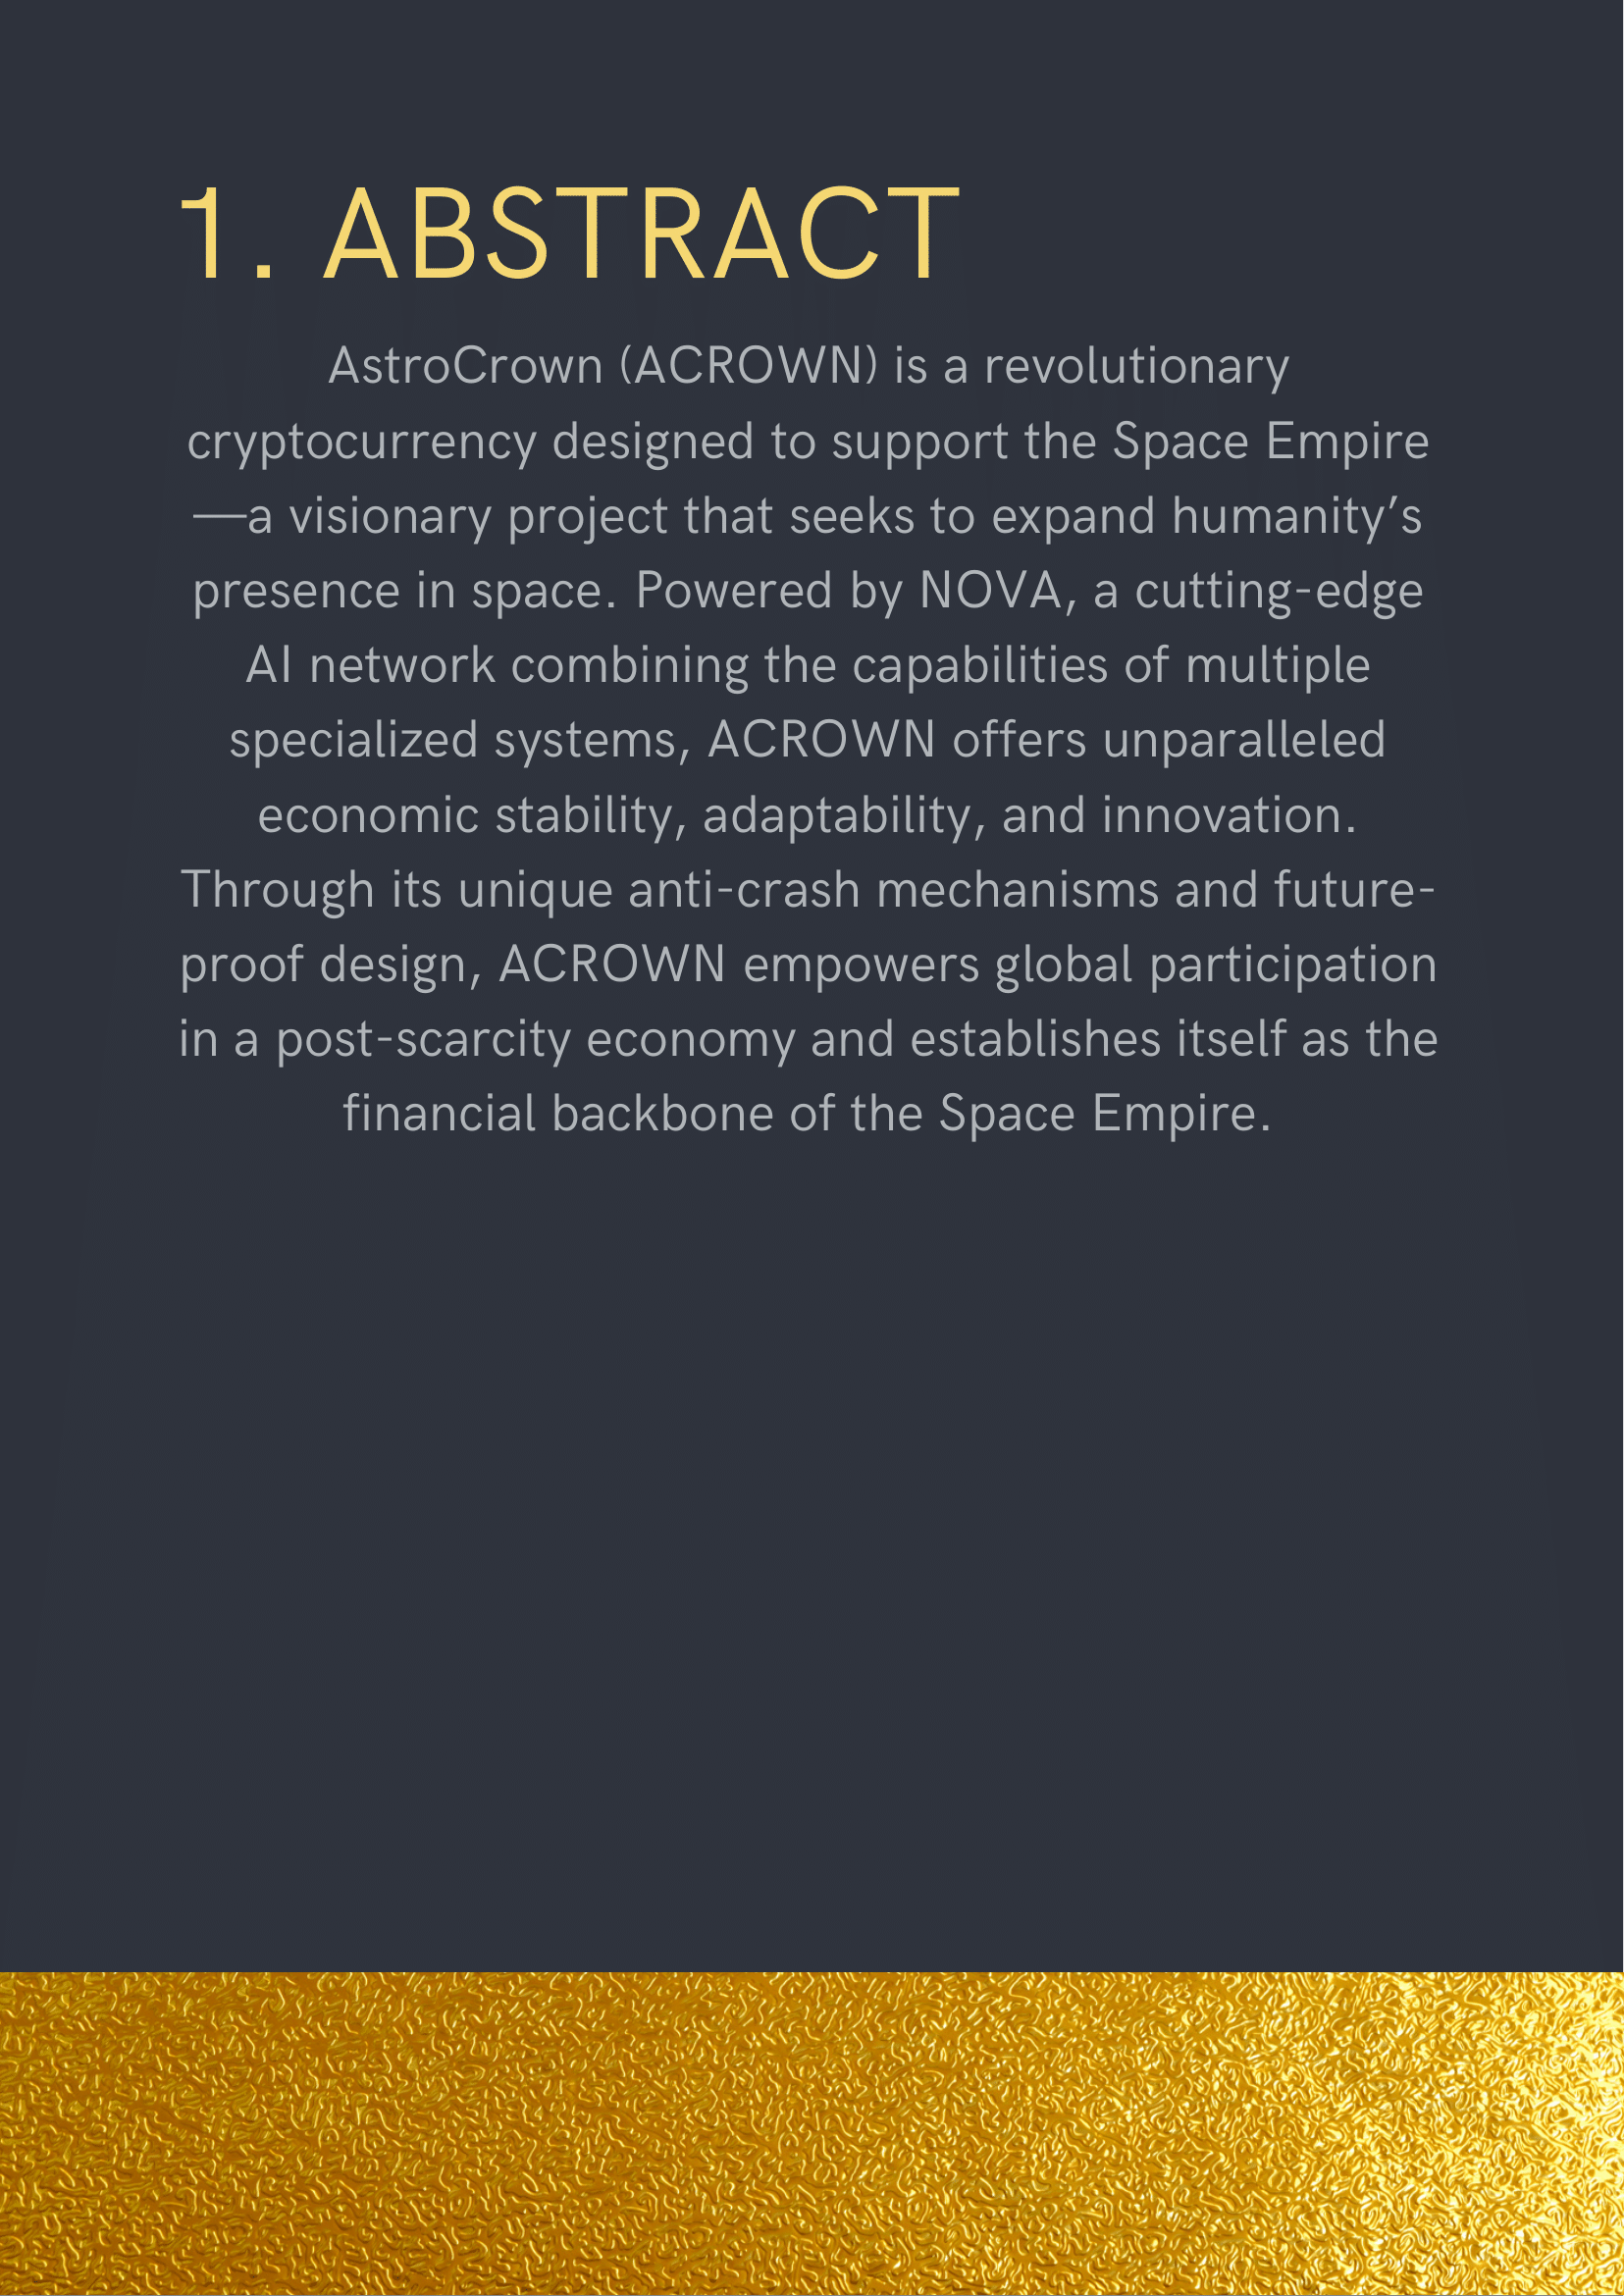 1. ABSTRACT
AstroCrown (ACROWN) is a revolutionary
cryptocurrency designed to support the Space Empire
—a visionary project that seeks to expand humanity’s
presence in space. Powered by NOVA, a cutting-edge
AI network combining the capabilities of multiple
specialized systems, ACROWN offers unparalleled
economic stability, adaptability, and innovation.
Through its unique anti-crash mechanisms and future-
proof design, ACROWN empowers global participation
in a post-scarcity economy and establishes itself as the
financial backbone of the Space Empire.